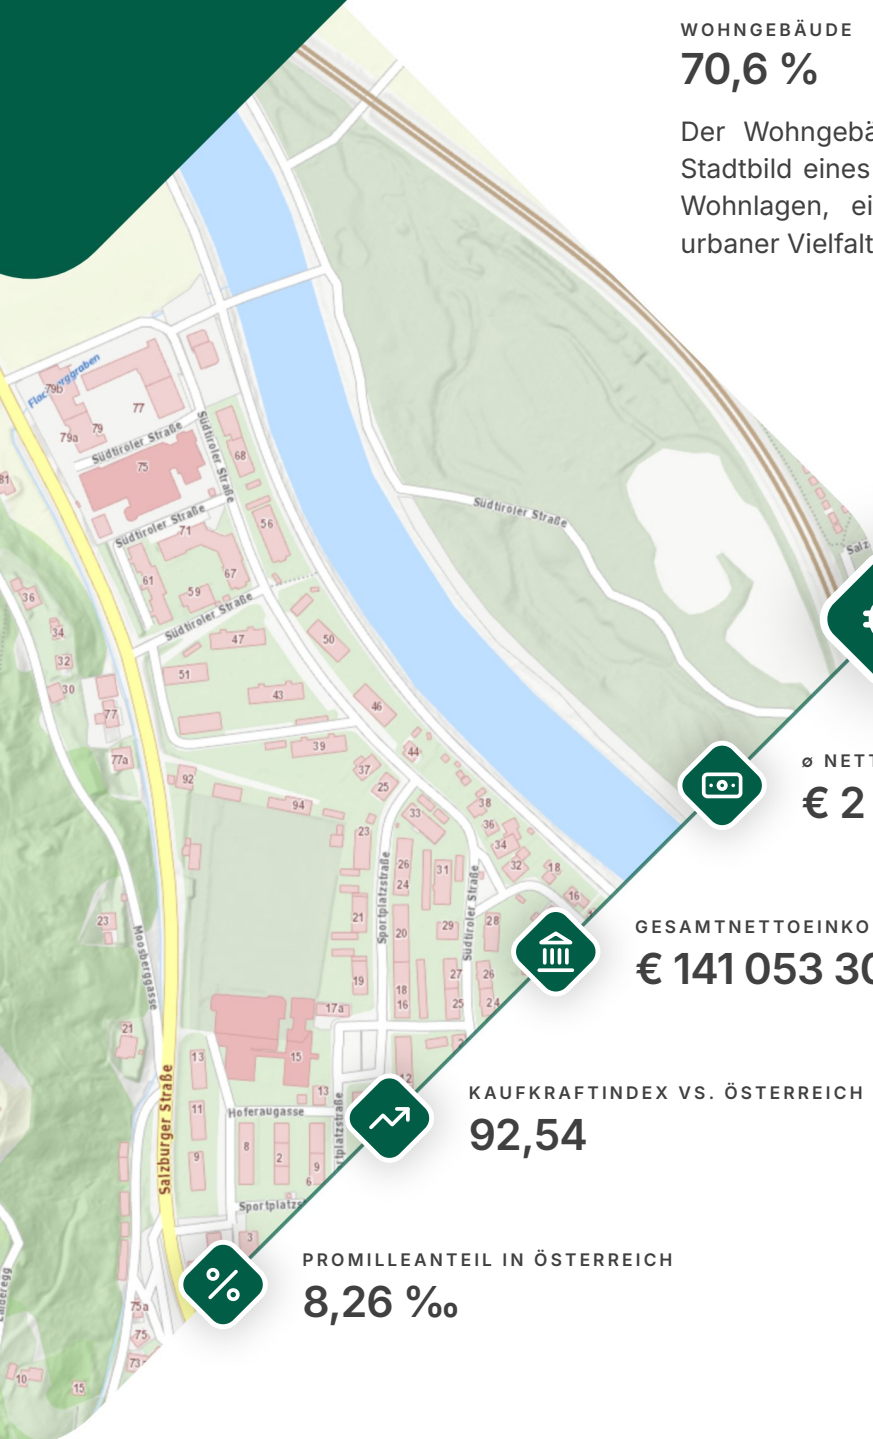 WOHNGEBÄUDE
70,6 %
Der Wohngebä
Stadtbild eines
Wohnlagen, ei
urbaner Vielfalt
79b
79a
79
77
Südtiroler Straße
75
Südtiroler Straße
68
81
Südtiroler Straße
71
56
Südtiroler Straße
61
67
59
36
Südtiroler Straße
34
47
50
32
51
30
43
46
77
39
44
77a
37
92
25
94
38
33
36
23
34
26
32
18
31
24
16
Sportplatzstraße
Südtiroler Straße
21
28
23
29
20
Moosberggasse
19
27
26
18
25
24
16
17a
21
15
13
12
13
11
Hoferaugasse
Salzburger Straße
8
2
9
9
6
Sportplatzs
3
75a
75
73
10
15
Salz
ø NETT
€ 2
GESAMTNETTOEINKO
€ 141 053 30
KAUFKRAFTINDEX VS. ÖSTERREICH
92,54
PROMILLEANTEIL IN ÖSTERREICH
8,26 ‰